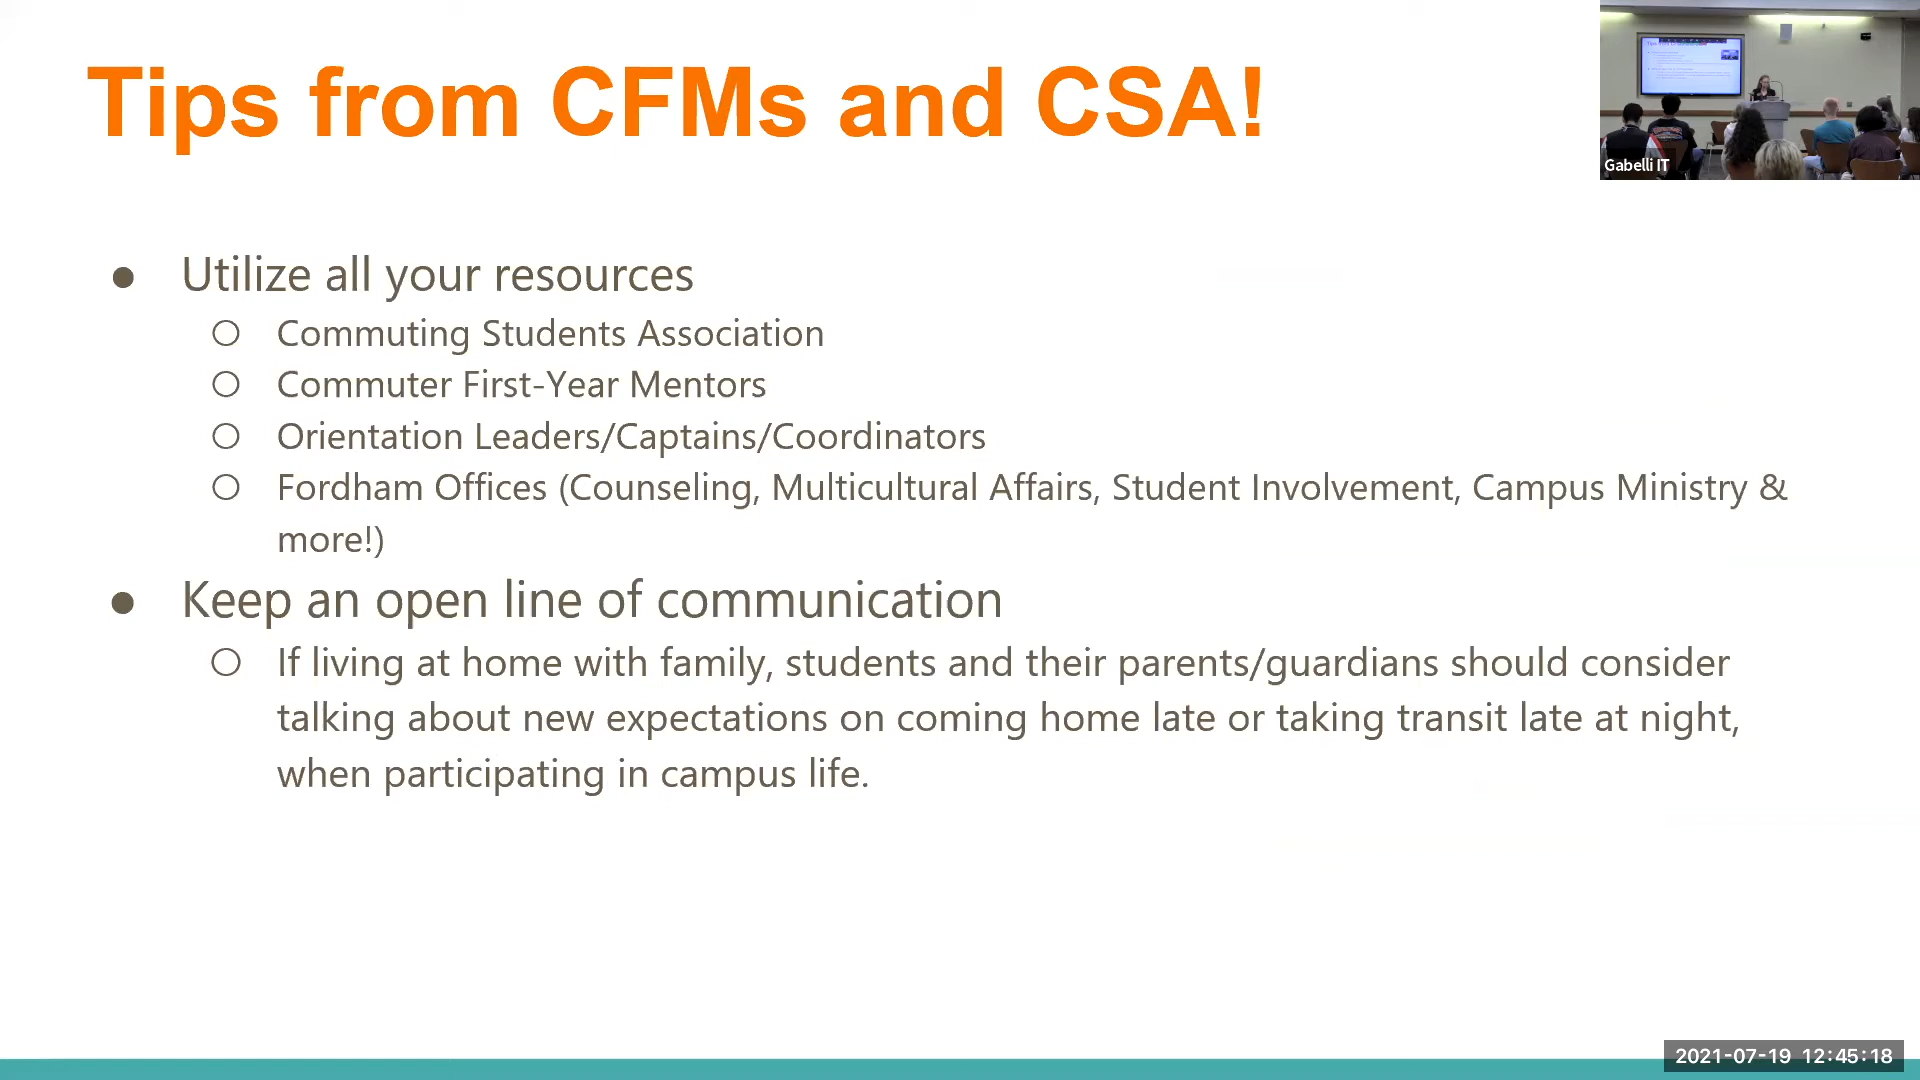 Tips from CFMs and CSA!
Gabelli IT
● Utilize all your resources
○ Commuting Students Association
○ Commuter First-Year Mentors
○ Orientation Leaders/Captains/Coordinators
○ Fordham Offices (Counseling, Multicultural Affairs, Student Involvement, Campus Ministry &
more!)
● Keep an open line of communication
○ If living at home with family, students and their parents/guardians should consider
talking about new expectations on coming home late or taking transit late at night,
when participating in campus life.
2021-07-19 12:45:18